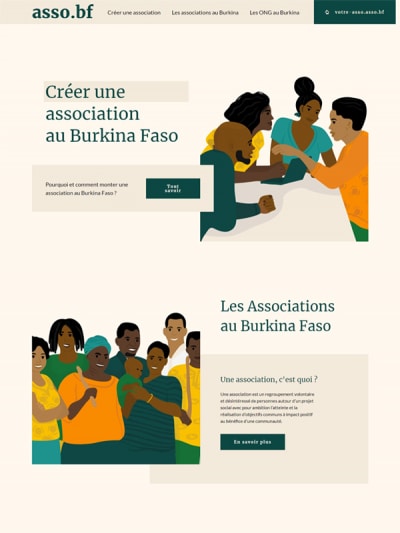 asso.bf
Créer une association
Les associations au Burkina
Les ONG au Burkina
votre-asso.asso.bf
Créer une
association
au Burkina Faso
Pourquoi et comment monter une
association au Burkina Faso ?
Tout
savoir
Les Associations
au Burkina Faso
Une association, c'est quoi ?
Une association est un regroupement volontaire
et désintéressé de personnes autour d'un projet
social avec pour ambition l'atteinte et la
réalisation d'objectifs communs à impact positif
au bénéfice d'une communauté.
En savoir plus